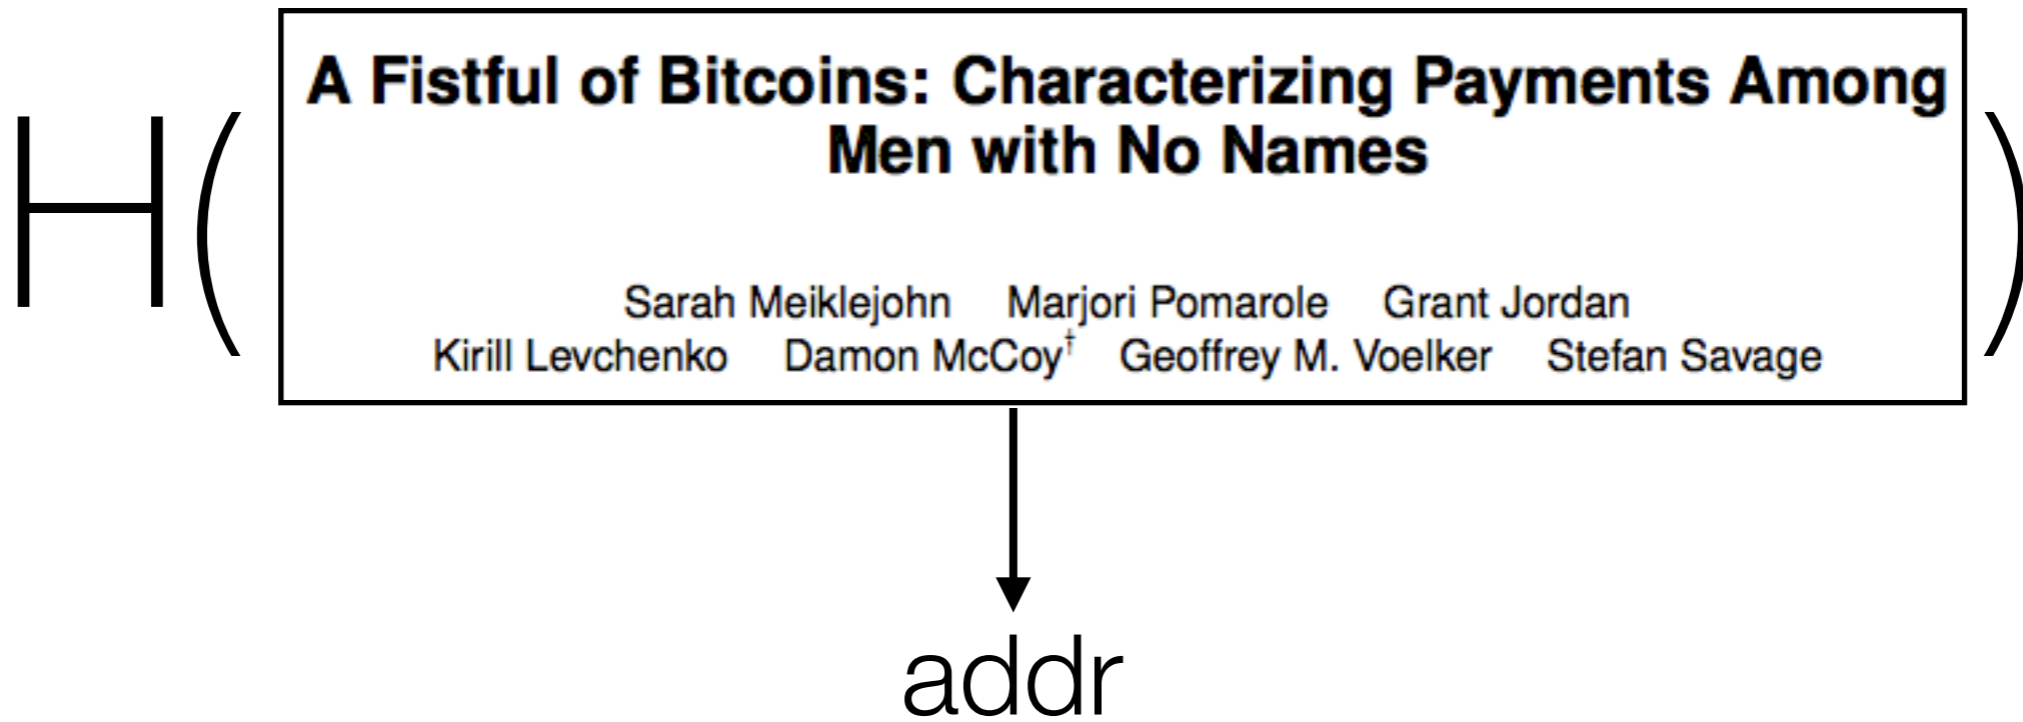 A Fistful of Bitcoins: Characterizing Payments Among
Men with No Names
H( )
Sarah Meiklejohn Marjori Pomarole Grant Jordan
Kirill Levchenko Damon McCoy† Geoffrey M. Voelker Stefan Savage
addr